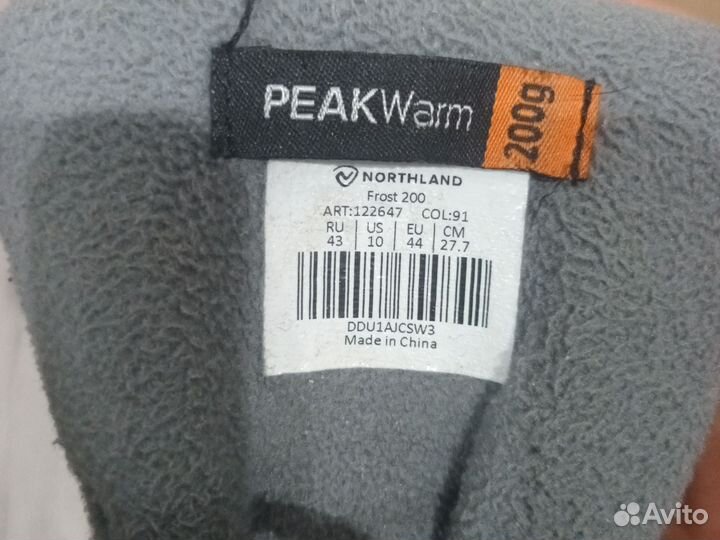 PEAKWarm 200g
NORTHLAND
Frost 200
ART:122647 COL:91
RU US EU CM
43 10 44 27.7
DDU1AJCSW3
Made in China
Avito